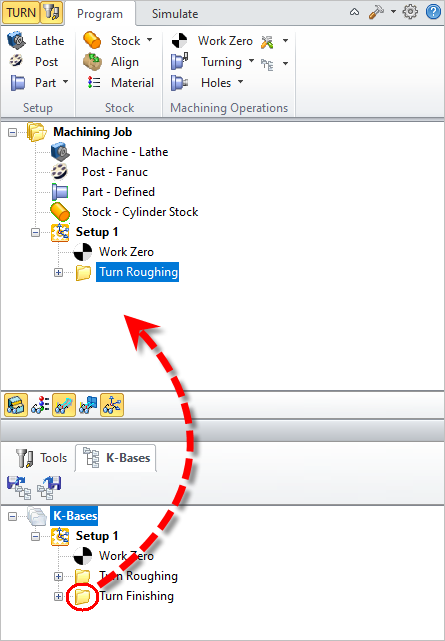 TURN Program Simulate
Lathe Stock Work Zero
Post Align Turning
Part Material Holes
Setup Stock Machining Operations
Machining Job
Machine - Lathe
Post - Fanuc
Part - Defined
Stock - Cylinder Stock
Setup 1
Work Zero
Turn Roughing
Tools K-Bases
K-Bases
Setup 1
Work Zero
Turn Roughing
Turn Finishing